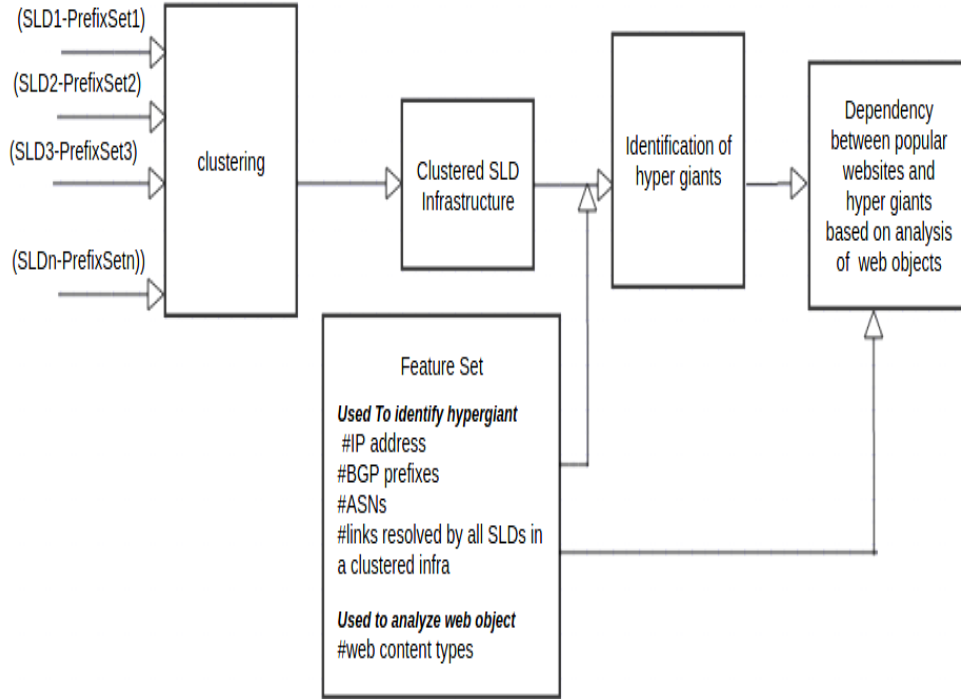 (SLD1-PrefixSet1)
(SLD2-PrefixSet2)
(SLD3-PrefixSet3)
(SLDn-PrefixSetn))
clustering
Clustered SLD
Infrastructure
Identification of
hyper giants
Dependency
between popular
websites and
hyper giants
based on analysis
of web objects
Feature Set
Used To identify hypergiant
#IP address
#BGP prefixes
#ASNs
#links resolved by all SLDs in
a clustered infra
Used to analyze web object
#web content types